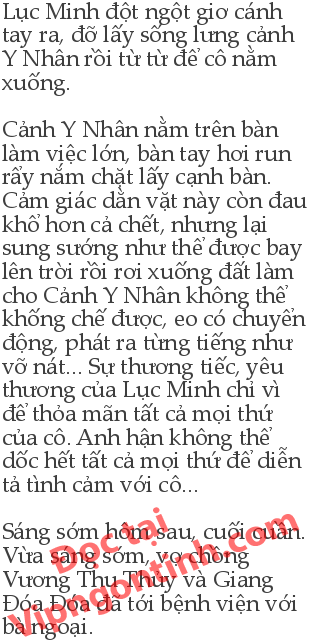 Lục Minh đột ngột giơ cánh
tay ra, đỡ lấy sống lưng cảnh
Y Nhân rồi từ từ để cô nằm
xuống.
Cảnh Y Nhân nằm trên bàn
làm việc lớn, bàn tay hơi run
rẩy nắm chặt lấy cạnh bàn.
Cảm giác dằn vặt này còn đau
khổ hơn cả chết, nhưng lại
sung sướng như thể được bay
lên trời rồi rơi xuống đất làm
cho Cảnh Y Nhân không thể
khống chế được, eo có chuyển
động, phát ra từng tiếng như
vỡ nát... Sự thương tiếc, yêu
thương của Lục Minh chỉ vì
để thỏa mãn tất cả mọi thứ
của cô. Anh hận không thể
dốc hết tất cả mọi thứ để diễn
tả tình cảm với cô...
Sáng sớm hôm sau, cuối cuần.
Vừa sáng sớm, vợ chồng
Vương Thu Thủy và Giang
Đóa Đóa đã tới bệnh viện với
bà ngoại.
Đọc tại
Vipngontinh.com